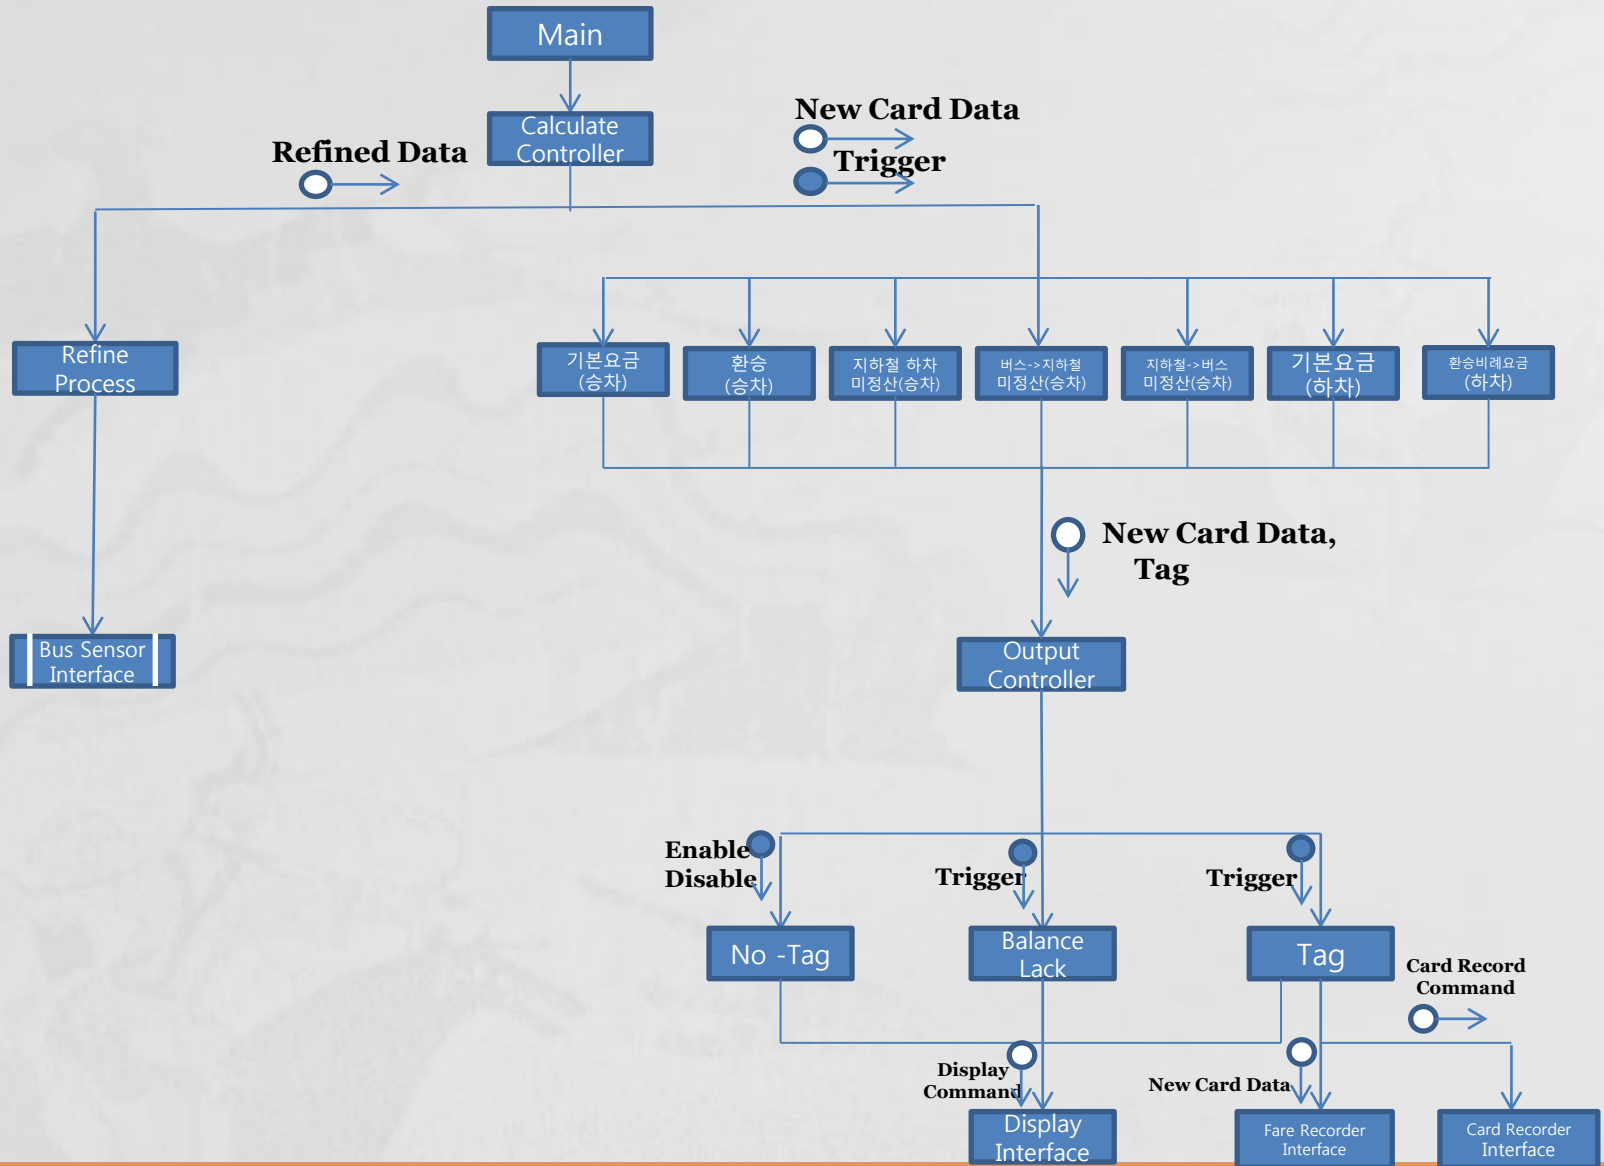 Main
Calculate
Controller
New Card Data
Trigger
Refined Data
Refine
Process
기본요금
(승차)
환승
(승차)
지하철 하차
미정산(승차)
버스->지하철
미정산(승차)
지하철->버스
미정산(승차)
기본요금
(하차)
환승비례요금
(하차)
New Card Data,
Tag
Bus Sensor
Interface
Output
Controller
Enable
Disable
Trigger
Trigger
No -Tag
Balance
Lack
Tag
Card Record
Command
Display
Command
New Card Data
Display
Interface
Fare Recorder
Interface
Card Recorder
Interface